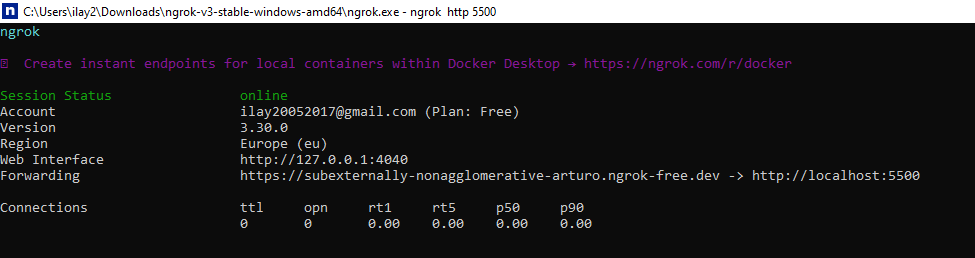 C:\Users\ilay2\Downloads\ngrok-v3-stable-windows-amd64\ngrok.exe - ngrok http 5500
ngrok
Create instant endpoints for local containers within Docker Desktop → https://ngrok.com/r/docker
Session Status online
Account ilay20052017@gmail.com (Plan: Free)
Version 3.30.0
Region Europe (eu)
Web Interface http://127.0.0.1:4040
Forwarding https://subexternally-nonagglomerative-arturo.ngrok-free.dev -> http://localhost:5500
Connections ttl opn rt1 rt5 p50 p90
0 0 0.00 0.00 0.00 0.00